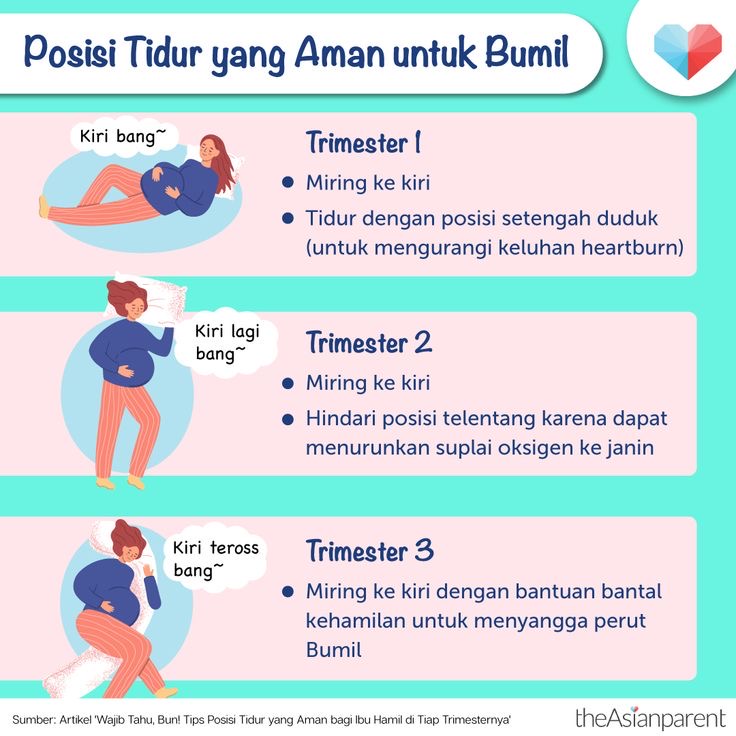 Posisi Tidur yang Aman untuk Bumil
Kiri bang~
Trimester 1
• Miring ke kiri
• Tidur dengan posisi setengah duduk
(untuk mengurangi keluhan heartburn)
Kiri lagi
bang~
Trimester 2
• Miring ke kiri
• Hindari posisi telentang karena dapat
menurunkan suplai oksigen ke janin
Kiri teross
bang~
Trimester 3
• Miring ke kiri dengan bantuan bantal
kehamilan untuk menyangga perut
Bumil
Sumber: Artikel 'Wajib Tahu, Bun! Tips Posisi Tidur yang Aman bagi Ibu Hamil di Tiap Trimesternya'
theAsianparent